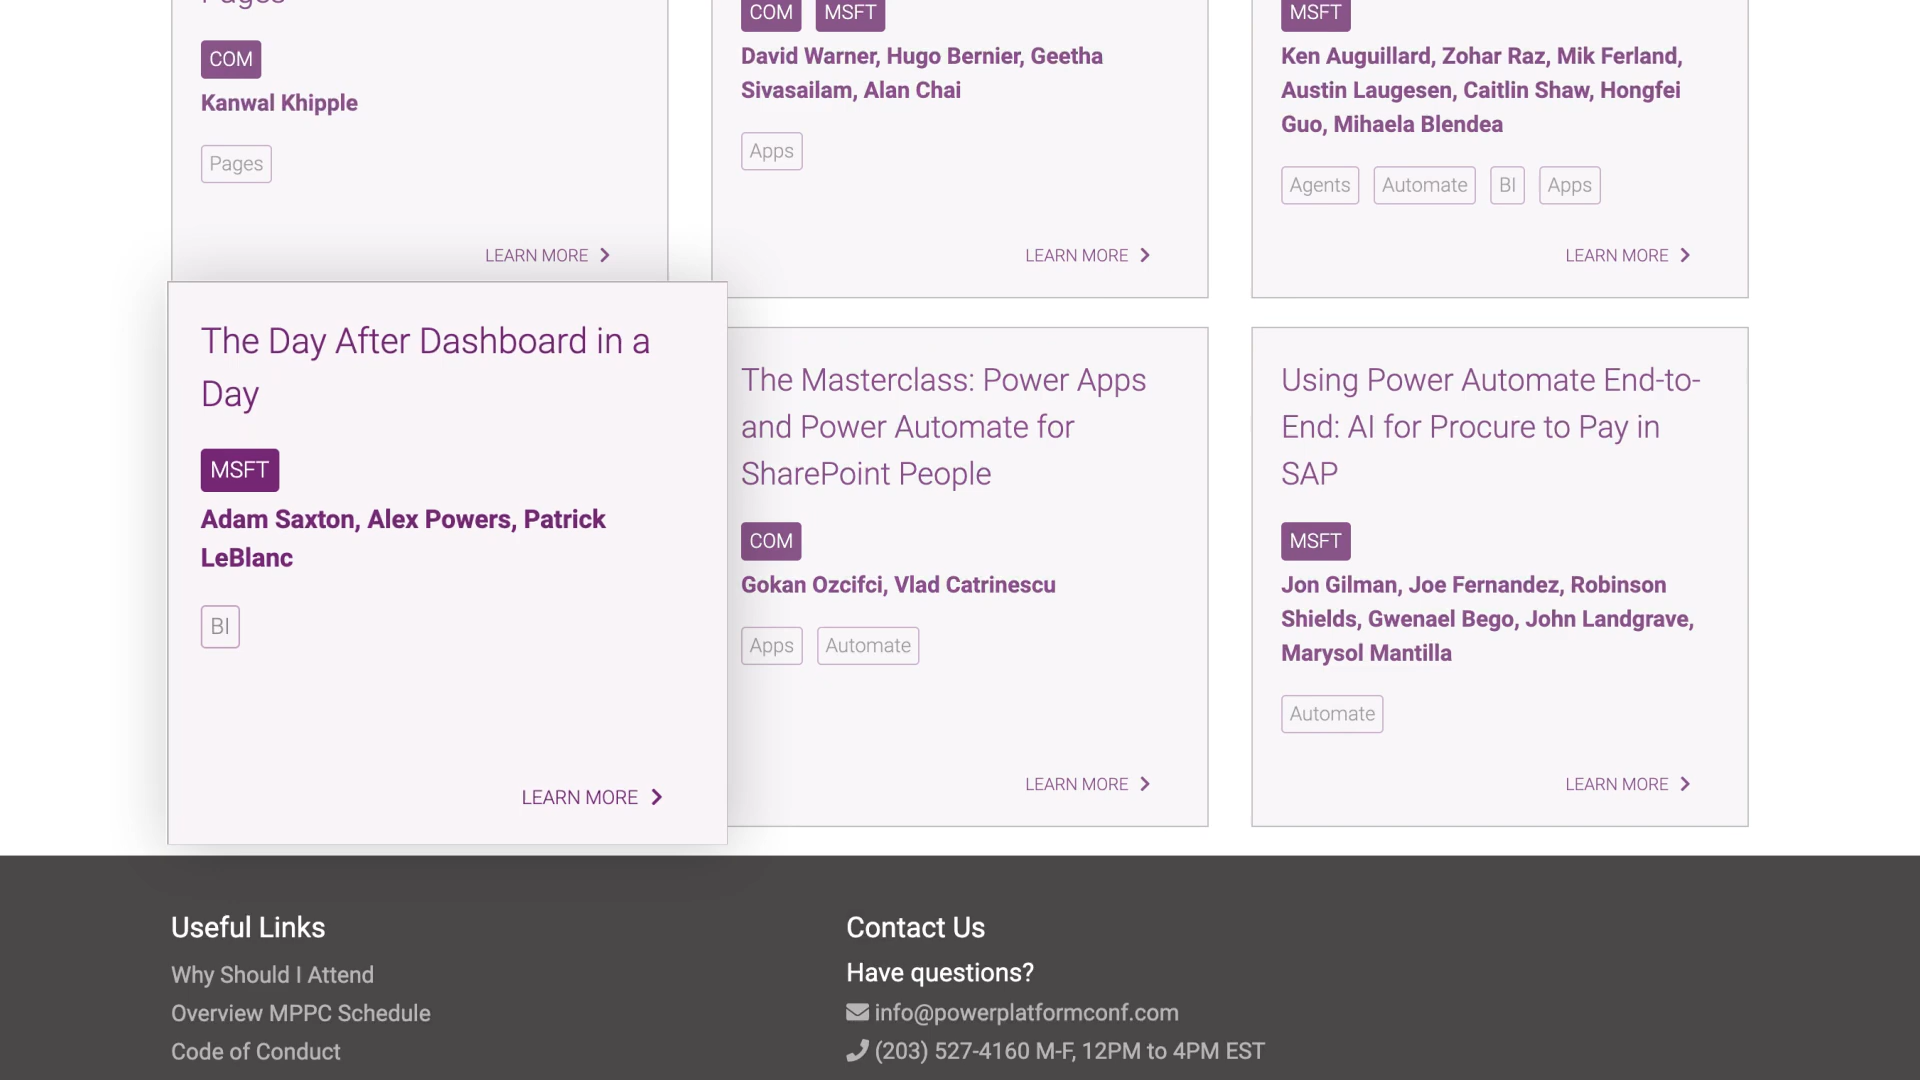 Pages
COM
Kanwal Khipple
Pages
LEARN MORE
COM MSFT
David Warner, Hugo Bernier, Geetha
Sivasailam, Alan Chai
Apps
LEARN MORE
MSFT
Ken Auguillard, Zohar Raz, Mik Ferland,
Austin Laugesen, Caitlin Shaw, Hongfei
Guo, Mihaela Blendea
Agents Automate BI Apps
LEARN MORE
The Day After Dashboard in a
Day
MSFT
Adam Saxton, Alex Powers, Patrick
LeBlanc
BI
LEARN MORE
The Masterclass: Power Apps
and Power Automate for
SharePoint People
COM
Gokan Ozcifci, Vlad Catrinescu
Apps Automate
LEARN MORE
Using Power Automate End-to-
End: AI for Procure to Pay in
SAP
MSFT
Jon Gilman, Joe Fernandez, Robinson
Shields, Gwenael Bego, John Landgrave,
Marysol Mantilla
Automate
LEARN MORE
Useful Links
Why Should I Attend
Overview MPPC Schedule
Code of Conduct
Contact Us
Have questions?
info@powerplatformconf.com
(203) 527-4160 M-F, 12PM to 4PM EST